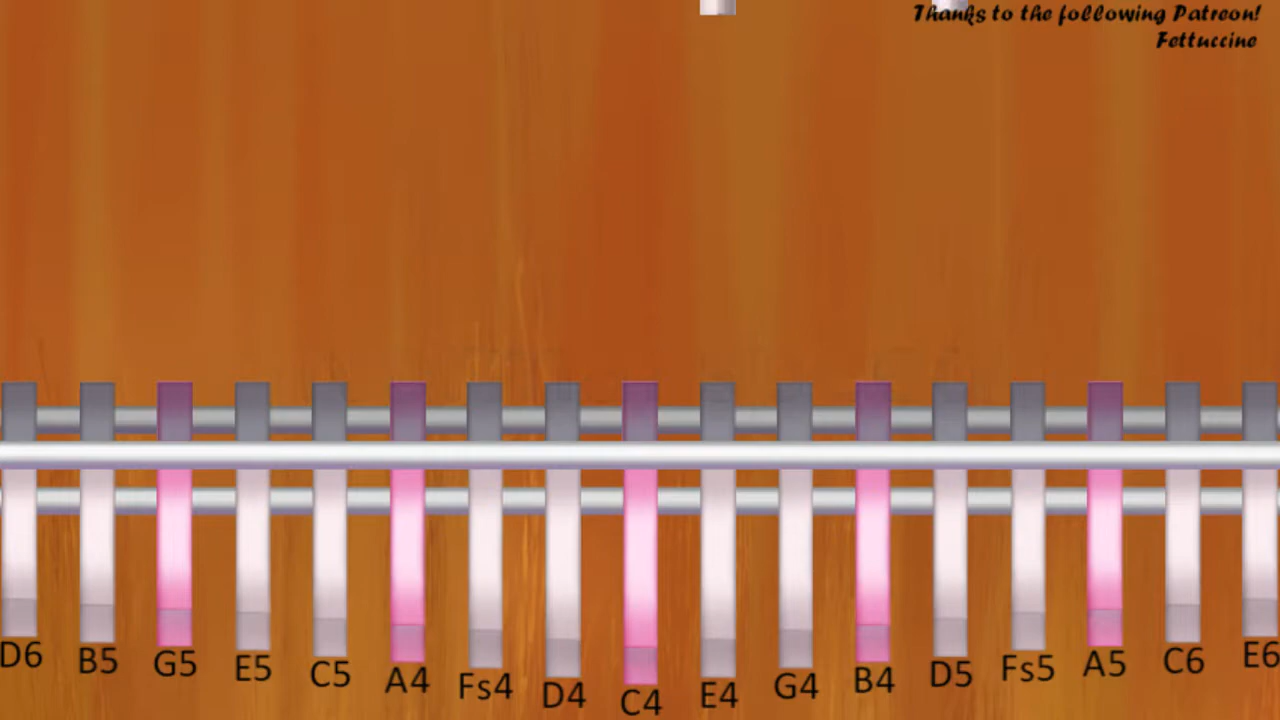 Thanks to the following Patreon!
Fettuccine
D6 B5 G5 E5 C5 A4 Fs4 D4 C4 E4 G4 B4 D5 Fs5 A5 C6 E6